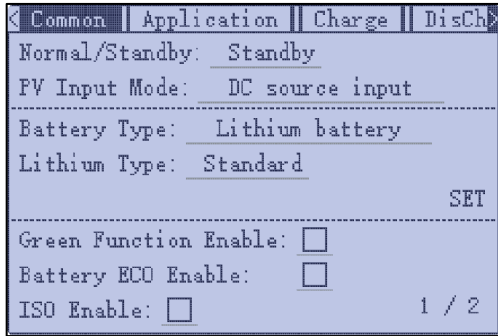 Common Application Charge DisCh
Normal/Standby: Standby
PV Input Mode: DC source input
Battery Type: Lithium battery
Lithium Type: Standard
SET
Green Function Enable:
Battery ECO Enable:
ISO Enable: 1 / 2